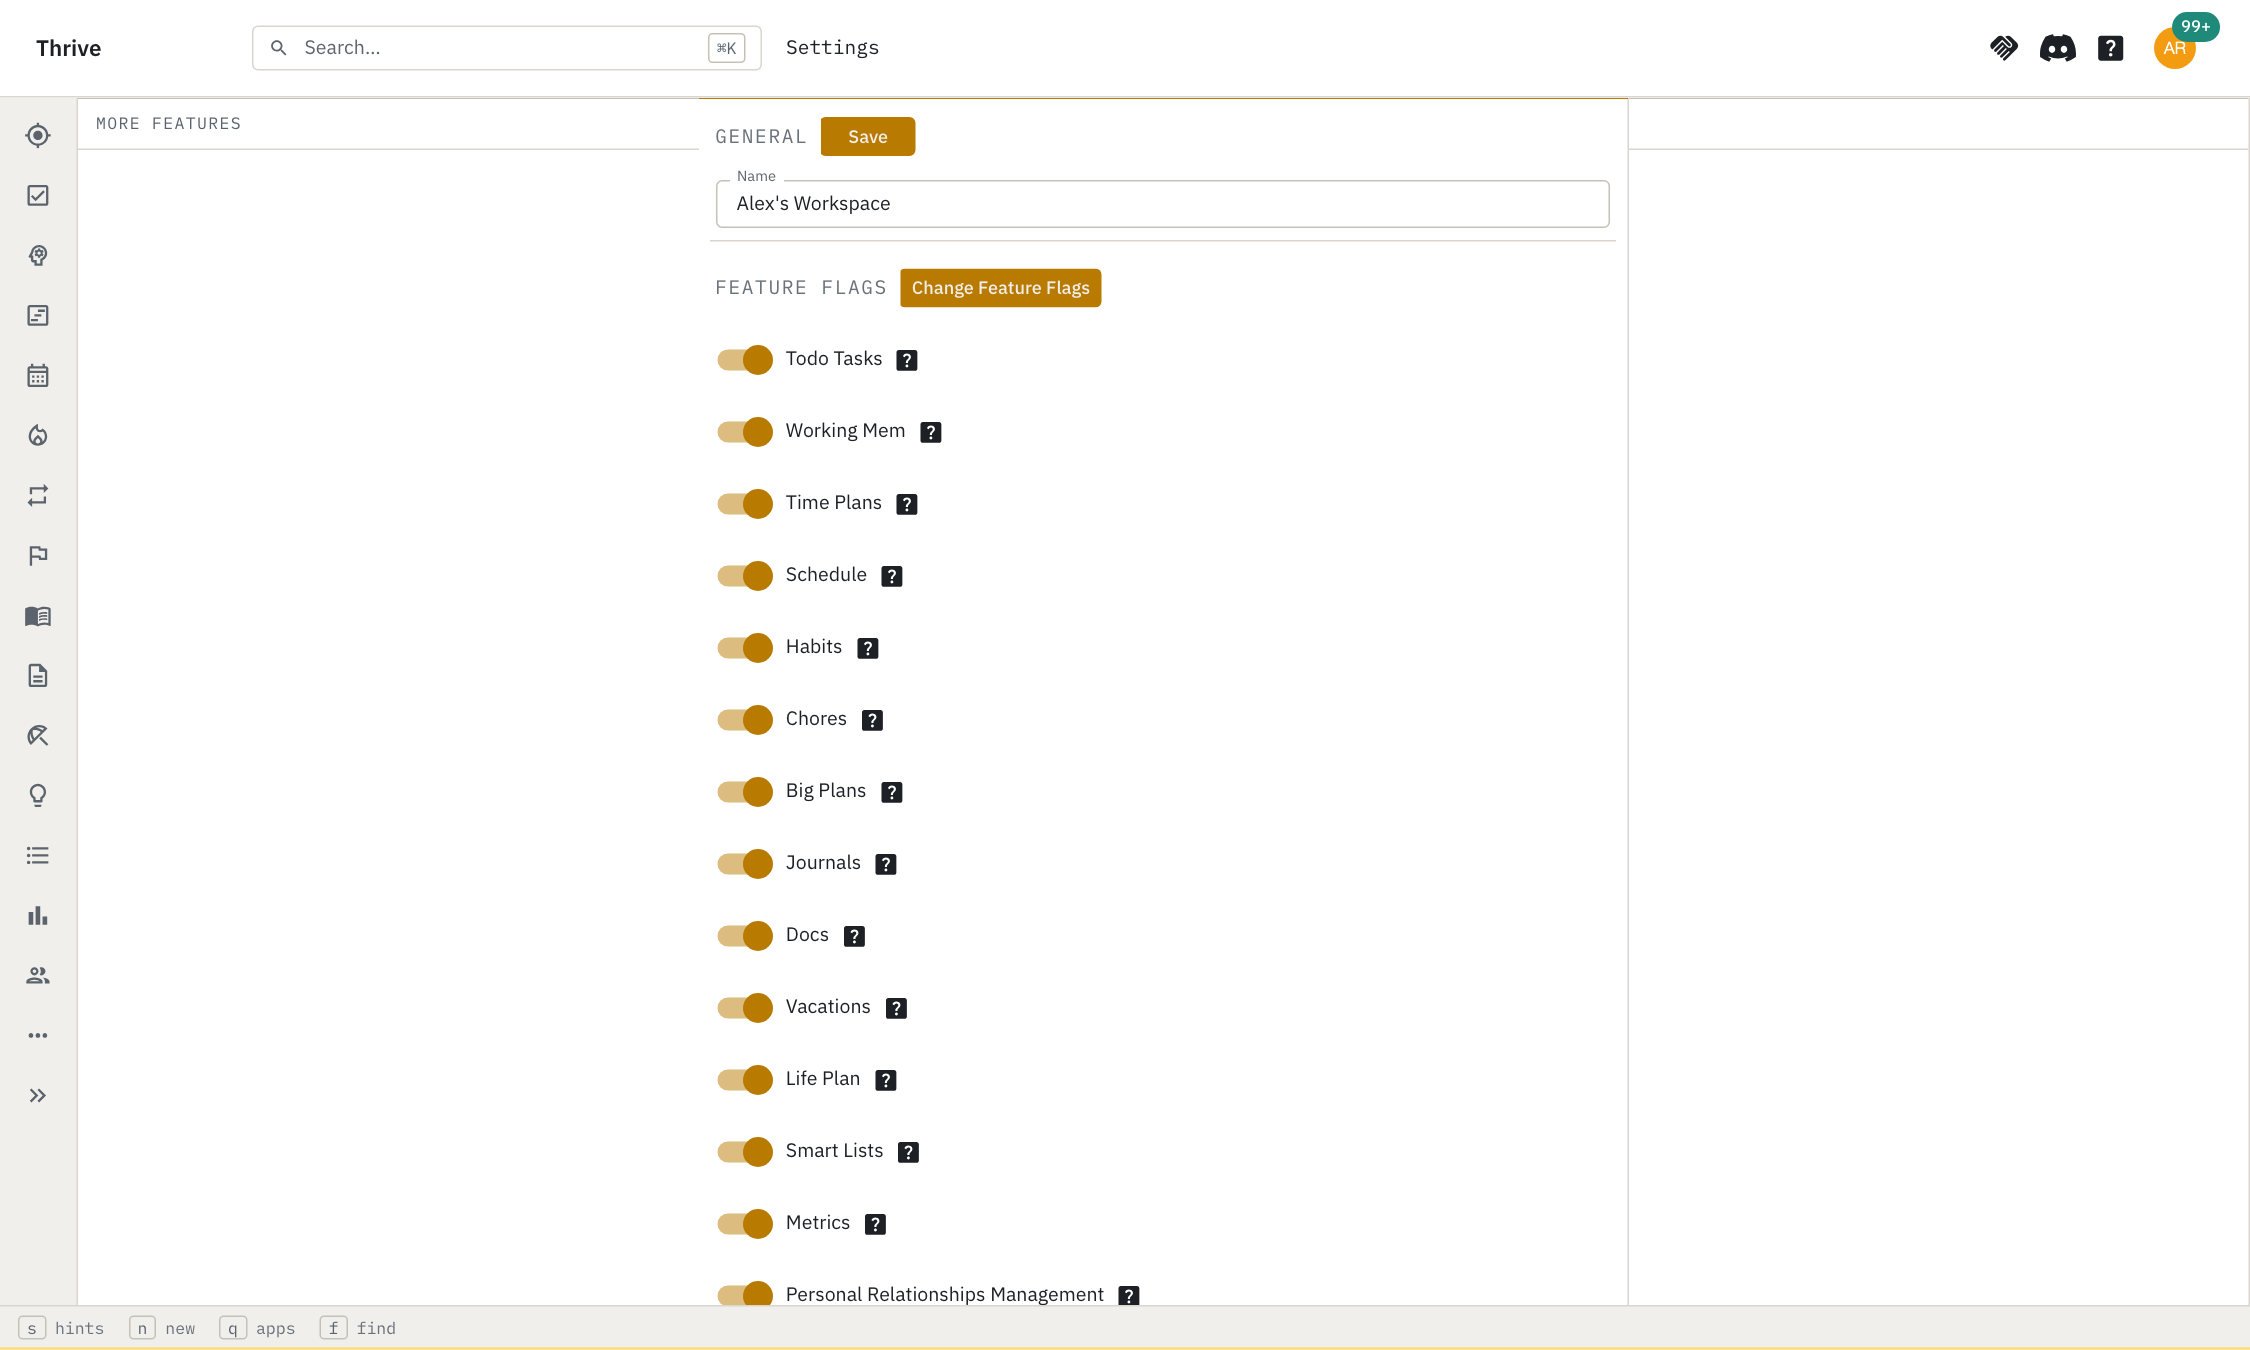 Thrive
Search...
⌘K
Settings
99+
AR
MORE FEATURES
GENERAL
Save
Name
Alex's Workspace
FEATURE FLAGS
Change Feature Flags
Todo Tasks ?
Working Mem ?
Time Plans ?
Schedule ?
Habits ?
Chores ?
Big Plans ?
Journals ?
Docs ?
Vacations ?
Life Plan ?
Smart Lists ?
Metrics ?
Personal Relationships Management ?
s hints n new q apps f find